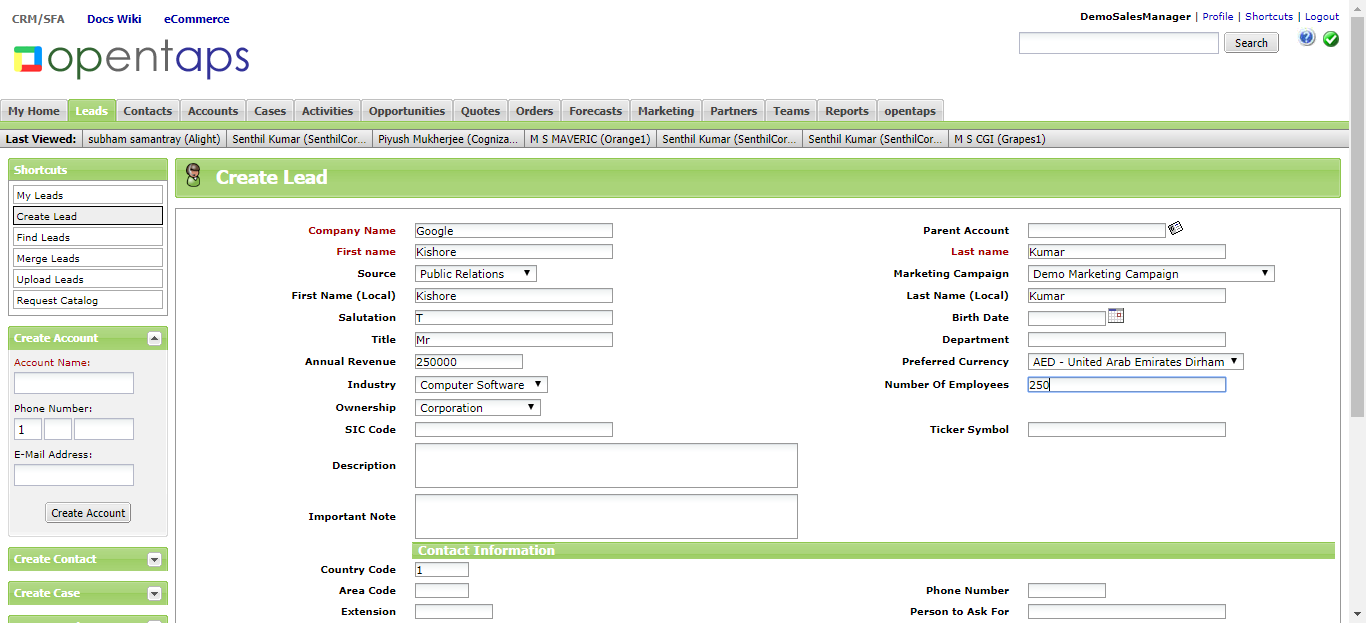 CRM/SFA Docs Wiki eCommerce
DemoSalesManager | Profile | Shortcuts | Logout
opentaps
Search
My Home Leads Contacts Accounts Cases Activities Opportunities Quotes Orders Forecasts Marketing Partners Teams Reports opentaps
Last Viewed: subham samantray (Alight) Senthil Kumar (SenthilCor... Piyush Mukherjee (Cogniza... M S MAVERIC (Orange1) Senthil Kumar (SenthilCor... Senthil Kumar (SenthilCor... M S CGI (Grapes1)
Shortcuts
My Leads
Create Lead
Find Leads
Merge Leads
Upload Leads
Request Catalog
Create Account
Account Name:
Phone Number:
1
E-Mail Address:
Create Account
Create Contact
Create Case
Create Lead
Company Name Google Parent Account
First name Kishore Last name Kumar
Source Public Relations Marketing Campaign Demo Marketing Campaign
First Name (Local) Kishore Last Name (Local) Kumar
Salutation T Birth Date
Title Mr Department
Annual Revenue 250000 Preferred Currency AED - United Arab Emirates Dirham
Industry Computer Software Number Of Employees 250
Ownership Corporation
SIC Code Ticker Symbol
Description
Important Note
Contact Information
Country Code 1
Area Code Phone Number
Extension Person to Ask For